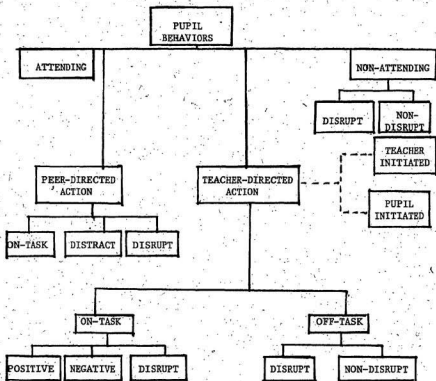 PUPIL
BEHAVIORS
ATTENDING
NON-ATTENDING
DISRUPT
NON-
DISRUPT
TEACHER
INITIATED
PEER-DIRECTED
ACTION
TEACHER-DIRECTED
ACTION
PUPIL
INITIATED
ON-TASK
DISTRACT
DISRUPT
ON-TASK
OFF-TASK
POSITIVE
NEGATIVE
DISRUPT
DISRUPT
NON-DISRUPT